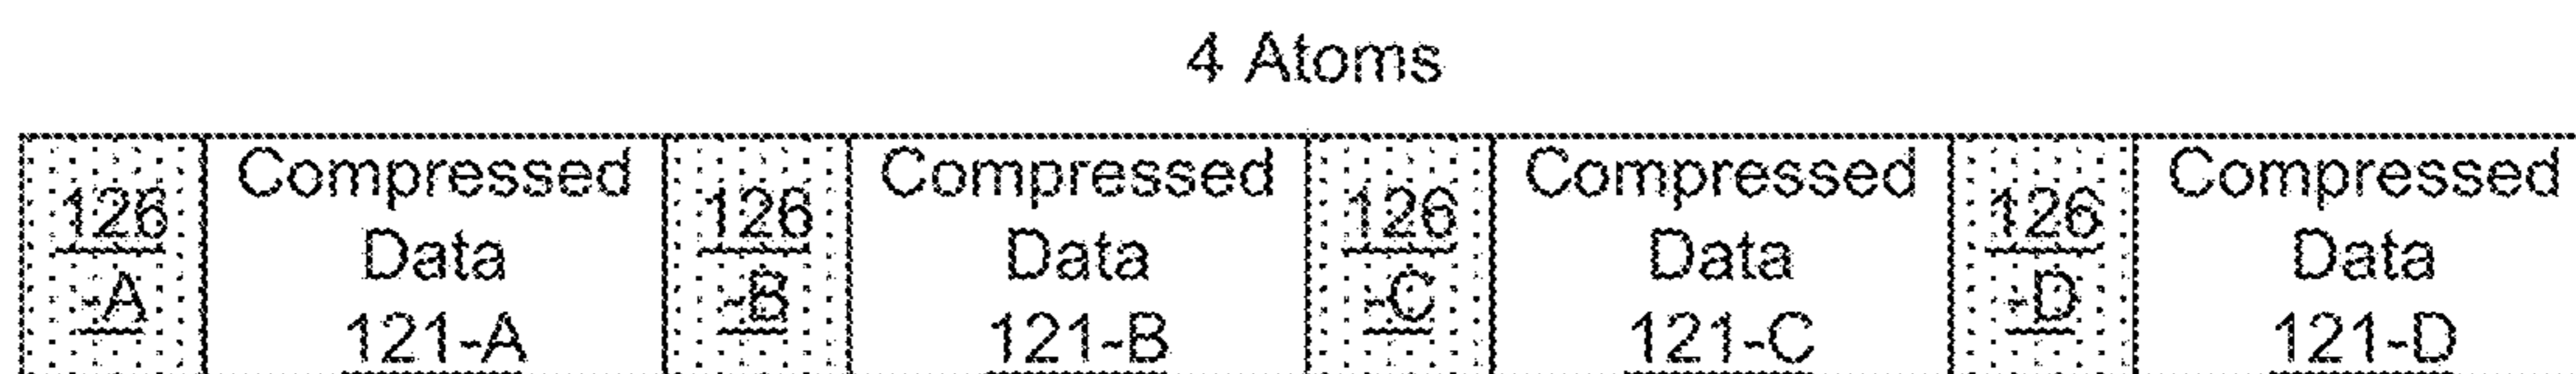 4 Atoms
126
-A
Compressed
Data
121-A
126
-B
Compressed
Data
121-B
126
-C
Compressed
Data
121-C
126
-D
Compressed
Data
121-D